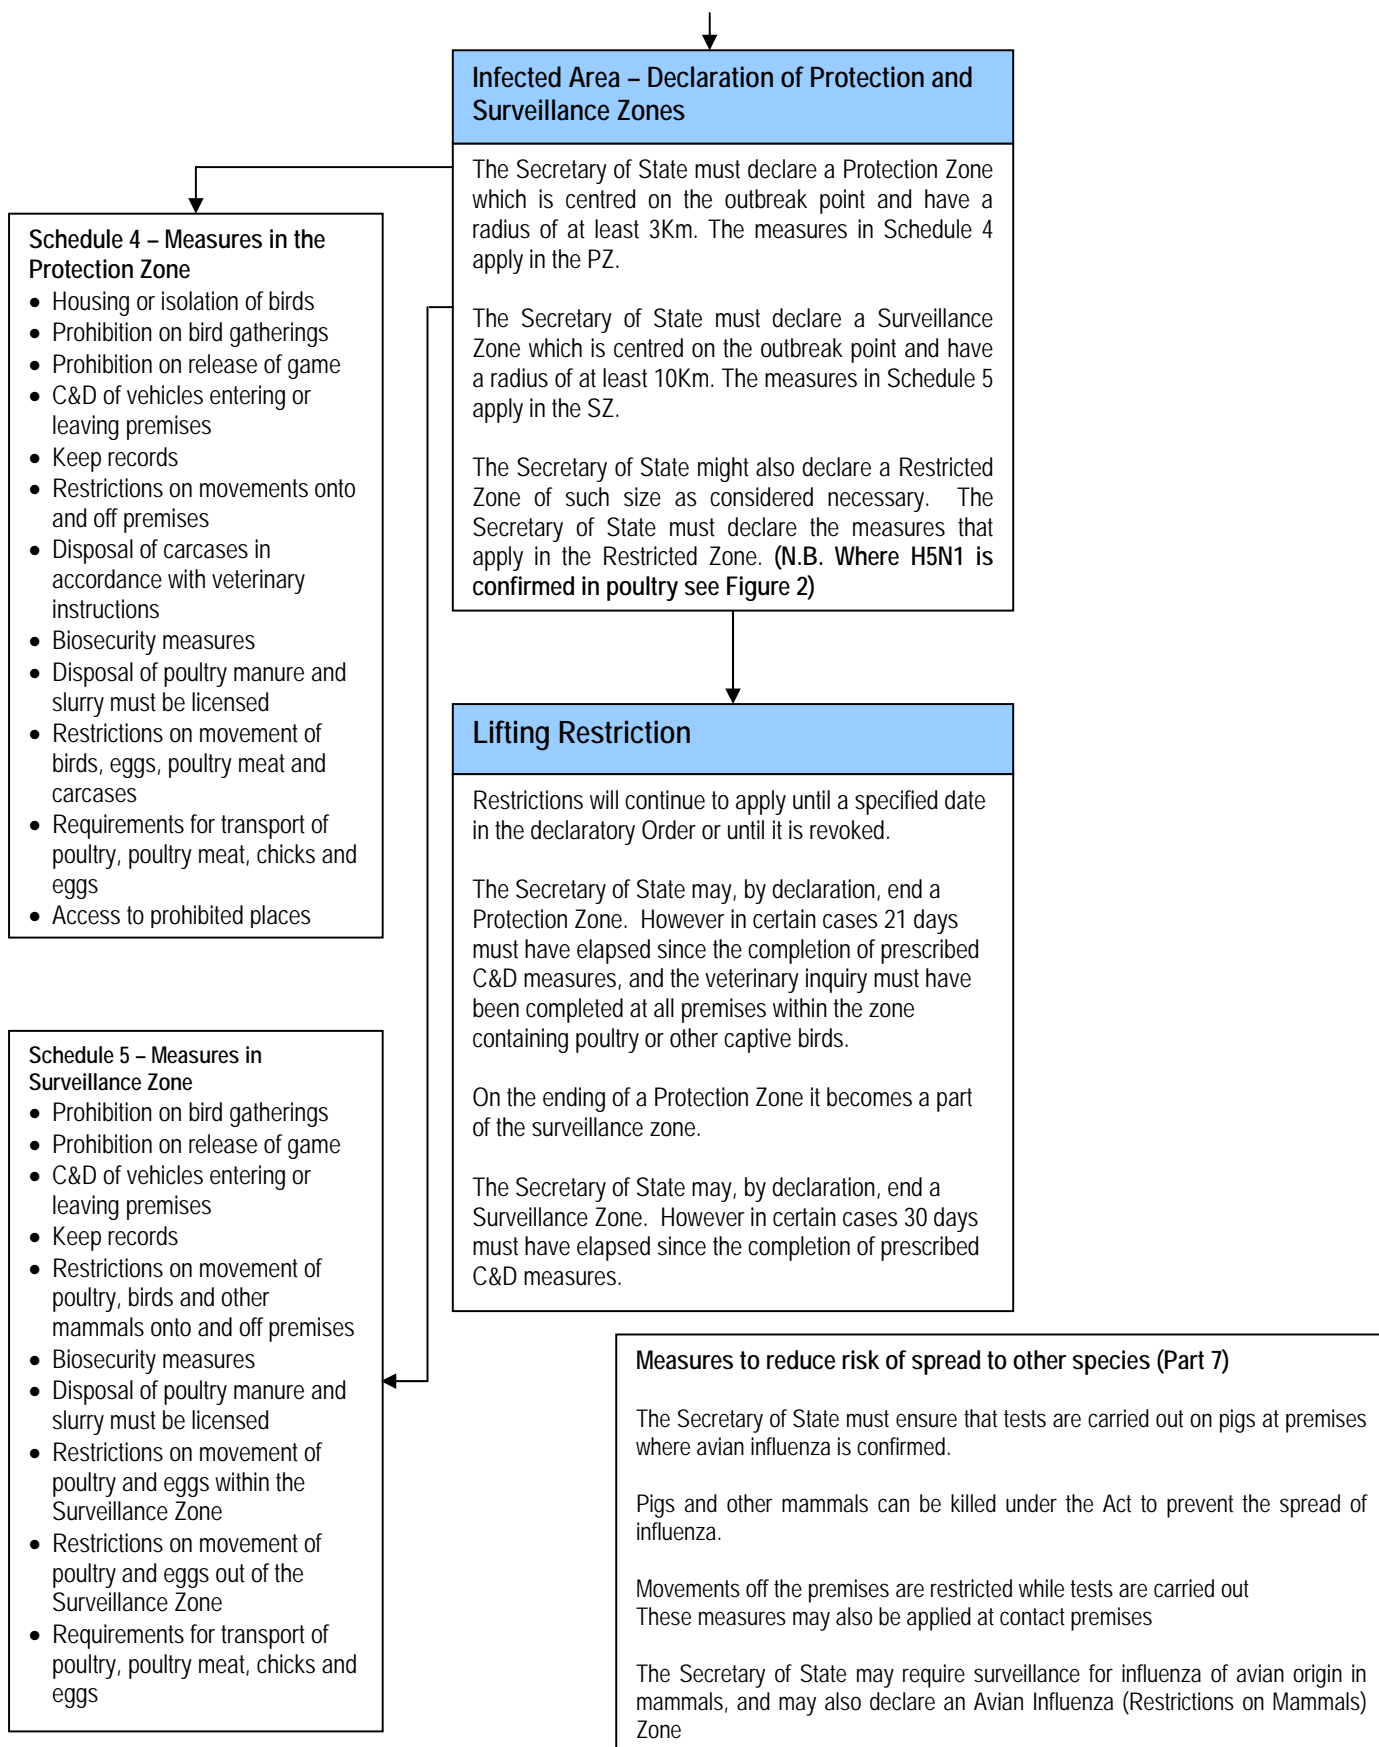 Infected Area – Declaration of Protection and
Surveillance Zones
The Secretary of State must declare a Protection Zone
which is centred on the outbreak point and have a
radius of at least 3Km. The measures in Schedule 4
apply in the PZ.
The Secretary of State must declare a Surveillance
Zone which is centred on the outbreak point and have
a radius of at least 10Km. The measures in Schedule 5
apply in the SZ.
The Secretary of State might also declare a Restricted
Zone of such size as considered necessary. The
Secretary of State must declare the measures that
apply in the Restricted Zone. (N.B. Where H5N1 is
confirmed in poultry see Figure 2)
Schedule 4 – Measures in the
Protection Zone
• Housing or isolation of birds
• Prohibition on bird gatherings
• Prohibition on release of game
• C&D of vehicles entering or
leaving premises
• Keep records
• Restrictions on movements onto
and off premises
• Disposal of carcases in
accordance with veterinary
instructions
• Biosecurity measures
• Disposal of poultry manure and
slurry must be licensed
• Restrictions on movement of
birds, eggs, poultry meat and
carcases
• Requirements for transport of
poultry, poultry meat, chicks and
eggs
• Access to prohibited places
Lifting Restriction
Restrictions will continue to apply until a specified date
in the declaratory Order or until it is revoked.
The Secretary of State may, by declaration, end a
Protection Zone. However in certain cases 21 days
must have elapsed since the completion of prescribed
C&D measures, and the veterinary inquiry must have
been completed at all premises within the zone
containing poultry or other captive birds.
On the ending of a Protection Zone it becomes a part
of the surveillance zone.
The Secretary of State may, by declaration, end a
Surveillance Zone. However in certain cases 30 days
must have elapsed since the completion of prescribed
C&D measures.
Schedule 5 – Measures in
Surveillance Zone
• Prohibition on bird gatherings
• Prohibition on release of game
• C&D of vehicles entering or
leaving premises
• Keep records
• Restrictions on movement of
poultry, birds and other
mammals onto and off premises
• Biosecurity measures
• Disposal of poultry manure and
slurry must be licensed
• Restrictions on movement of
poultry and eggs within the
Surveillance Zone
• Restrictions on movement of
poultry and eggs out of the
Surveillance Zone
• Requirements for transport of
poultry, poultry meat, chicks and
eggs
Measures to reduce risk of spread to other species (Part 7)
The Secretary of State must ensure that tests are carried out on pigs at premises
where avian influenza is confirmed.
Pigs and other mammals can be killed under the Act to prevent the spread of
influenza.
Movements off the premises are restricted while tests are carried out
These measures may also be applied at contact premises
The Secretary of State may require surveillance for influenza of avian origin in
mammals, and may also declare an Avian Influenza (Restrictions on Mammals)
Zone